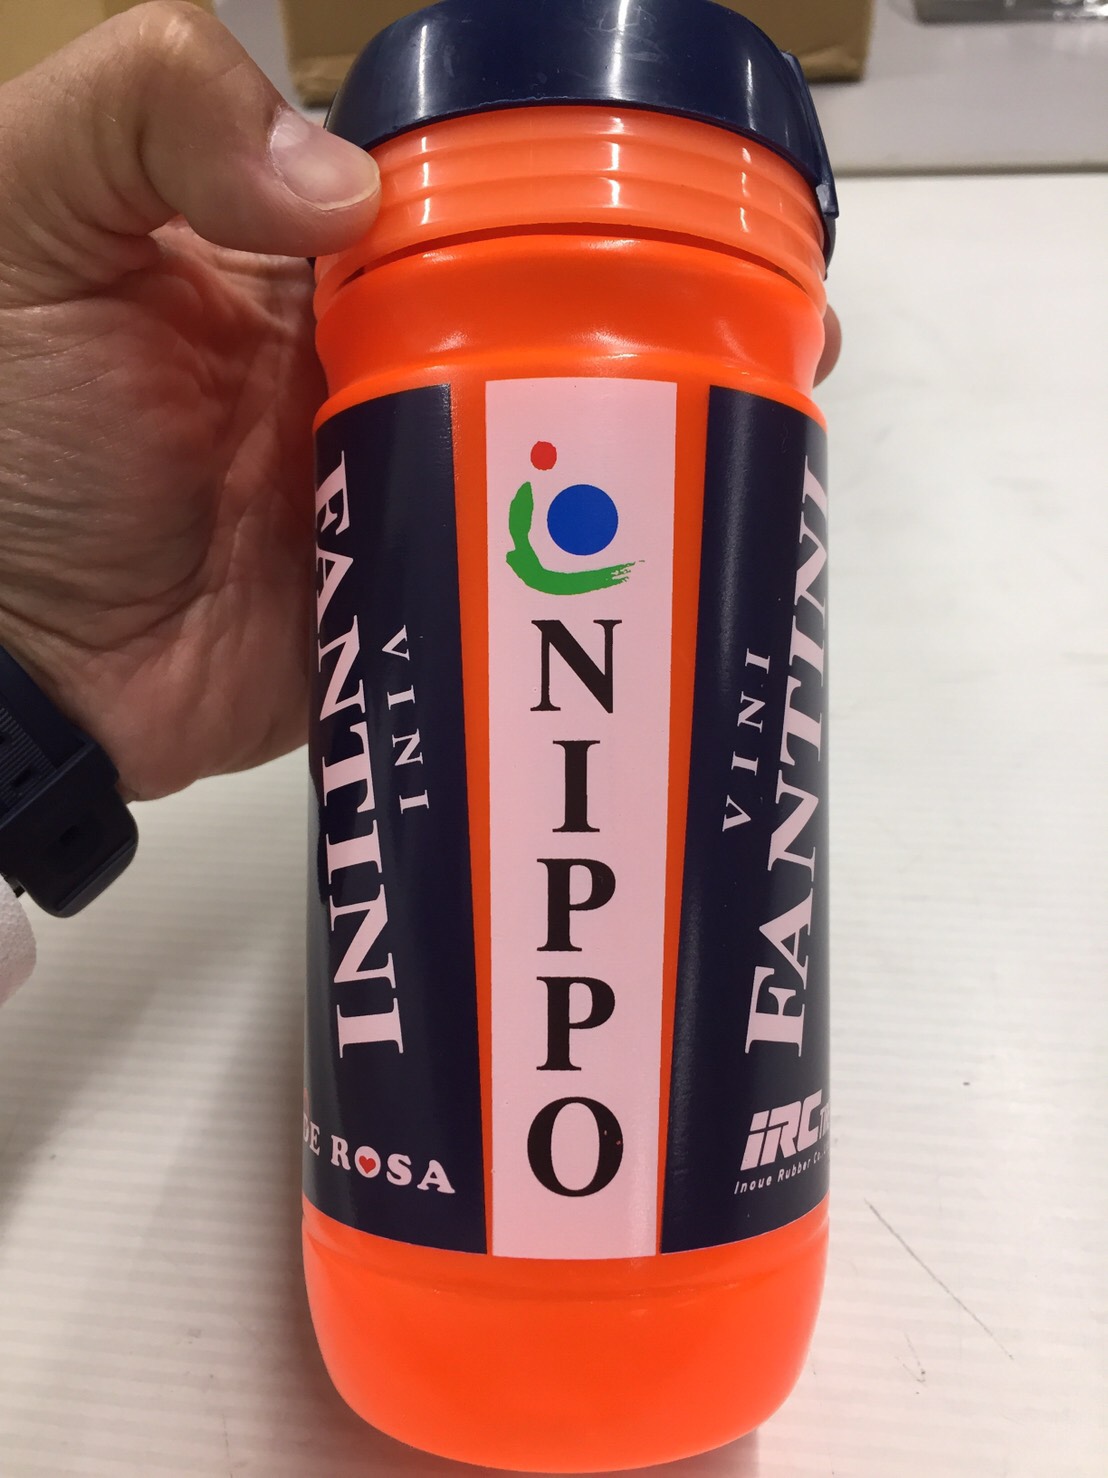 VINI
FANTINI
DE ROSA
NIPPO
VINI
FANTINI
iRC
Inoue Rubber Co.